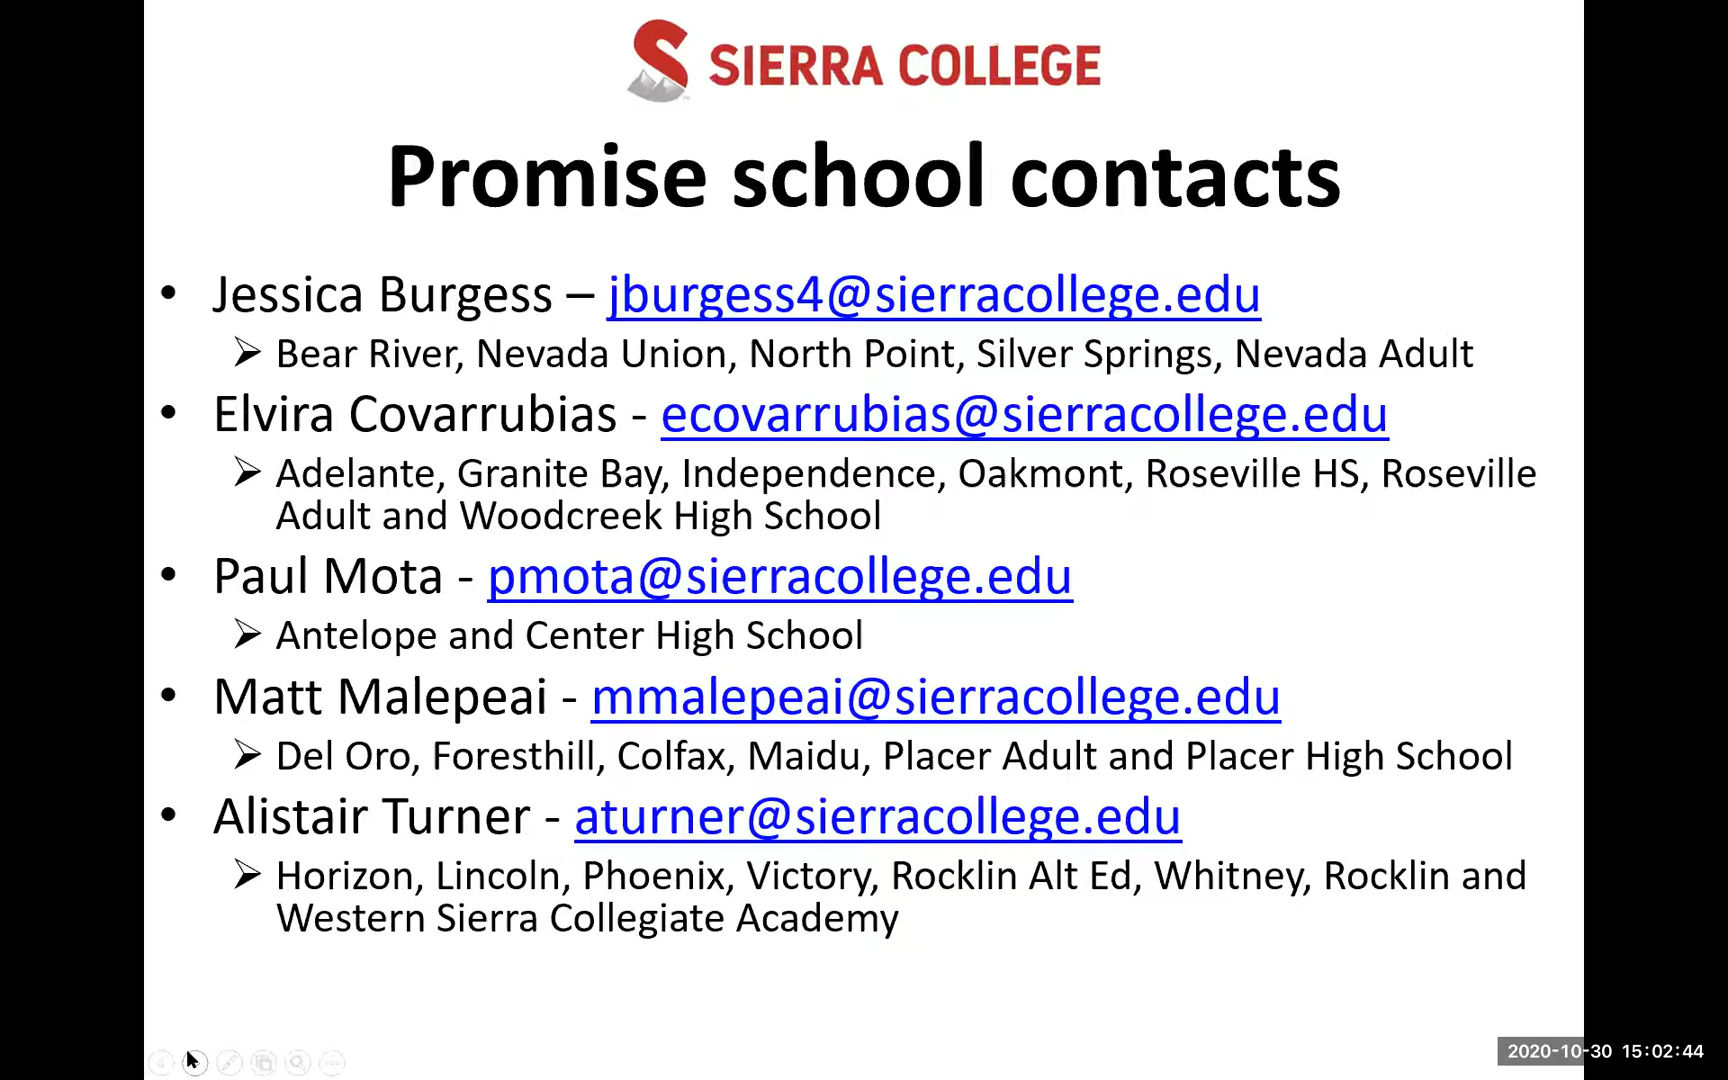 SIERRA COLLEGE
Promise school contacts
• Jessica Burgess – jburgess4@sierracollege.edu
➢ Bear River, Nevada Union, North Point, Silver Springs, Nevada Adult
• Elvira Covarrubias - ecovarrubias@sierracollege.edu
➢ Adelante, Granite Bay, Independence, Oakmont, Roseville HS, Roseville
Adult and Woodcreek High School
• Paul Mota - pmota@sierracollege.edu
➢ Antelope and Center High School
• Matt Malepeai - mmalepeai@sierracollege.edu
➢ Del Oro, Foresthill, Colfax, Maidu, Placer Adult and Placer High School
• Alistair Turner - aturner@sierracollege.edu
➢ Horizon, Lincoln, Phoenix, Victory, Rocklin Alt Ed, Whitney, Rocklin and
Western Sierra Collegiate Academy
2020-10-30 15:02:44